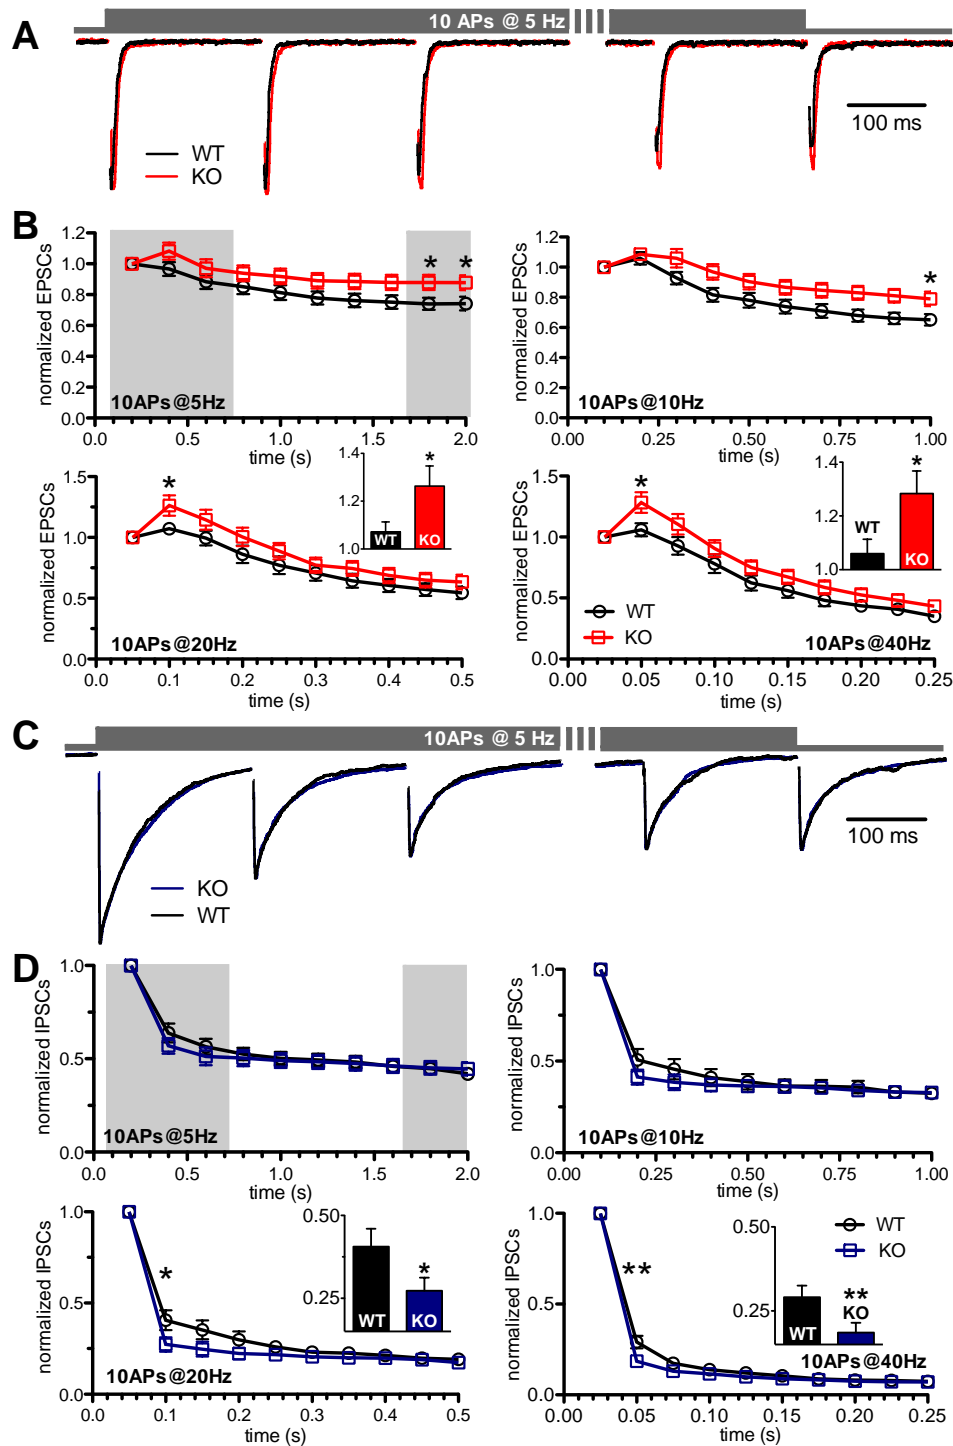 A
10 APs @ 5 Hz
WT
KO
100 ms
B
normalized EPSCs
1.2
1.0
0.8
0.6
0.4
0.2
0.0
* *
10APs@5Hz
0.0 0.5 1.0 1.5 2.0
time (s)
normalized EPSCs
1.2
1.0
0.8
0.6
0.4
0.2
0.0
*
10APs@10Hz
0.00 0.25 0.50 0.75 1.00
time (s)
normalized EPSCs
1.5
1.0
0.5
0.0
*
10APs@20Hz
0.0 0.1 0.2 0.3 0.4 0.5
time (s)
1.4
1.2
1.0
*
WT KO
normalized EPSCs
1.5
1.0
0.5
0.0
*
WT
KO
10APs@40Hz
0.00 0.05 0.10 0.15 0.20 0.25
time (s)
1.4
1.2
1.0
*
WT
KO
C
10APs @ 5 Hz
KO
WT
100 ms
D
normalized IPSCs
1.0
0.5
0.0
10APs@5Hz
0.0 0.5 1.0 1.5 2.0
time (s)
normalized IPSCs
1.0
0.5
0.0
10APs@10Hz
0.00 0.25 0.50 0.75 1.00
time (s)
normalized IPSCs
1.0
0.5
0.0
*
10APs@20Hz
0.0 0.1 0.2 0.3 0.4 0.5
time (s)
0.50
0.25
*
WT KO
normalized IPSCs
1.0
0.5
0.0
**
WT
KO
10APs@40Hz
0.00 0.05 0.10 0.15 0.20 0.25
time (s)
0.50
0.25
**
KO
WT